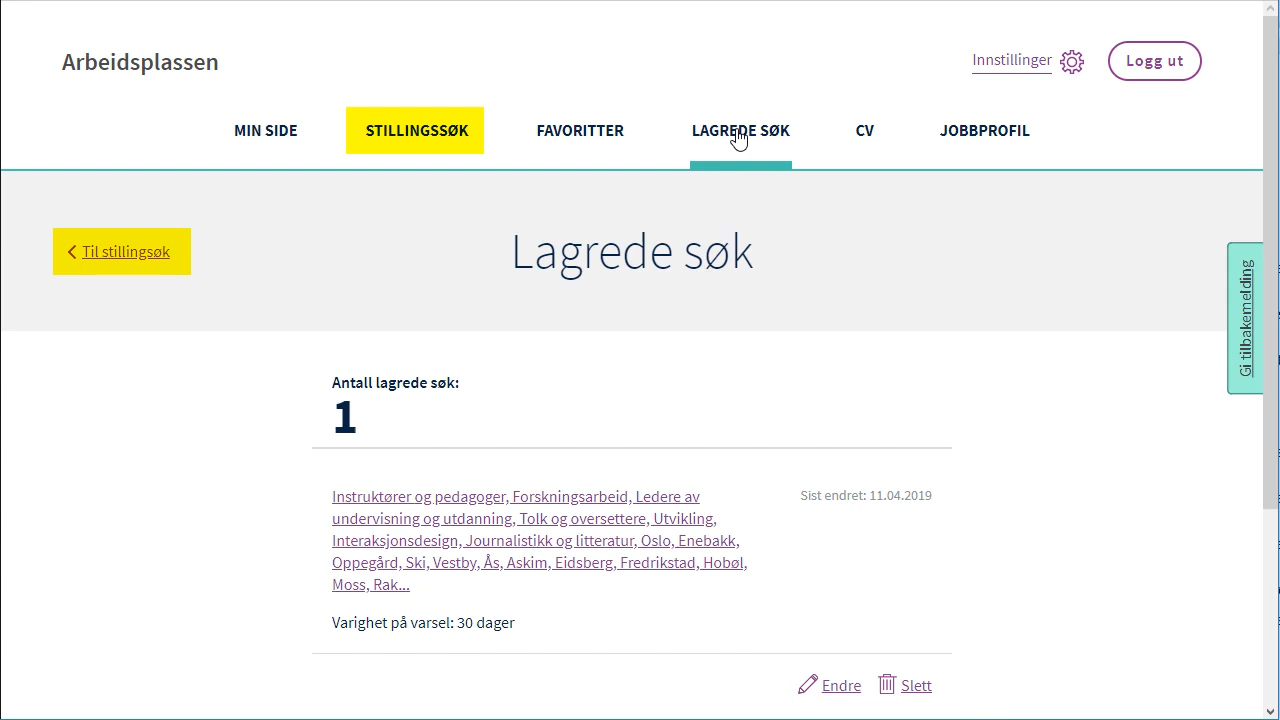 Arbeidsplassen
Innstillinger
Logg ut
MIN SIDE
STILLINGSSØK
FAVORITTER
LAGREDE SØK
CV
JOBBPROFIL
Til stillingsøk
Lagrede søk
Gi tilbakemelding
Antall lagrede søk:
1
Instruktører og pedagoger, Forskningsarbeid, Ledere av
undervisning og utdanning, Tolk og oversettere, Utvikling,
Interaksjonsdesign, Journalistikk og litteratur, Oslo, Enebakk,
Oppegård, Ski, Vestby, Ås, Askim, Eidsberg, Fredrikstad, Hobøl,
Moss, Rak...
Sist endret: 11.04.2019
Varighet på varsel: 30 dager
Endre
Slett